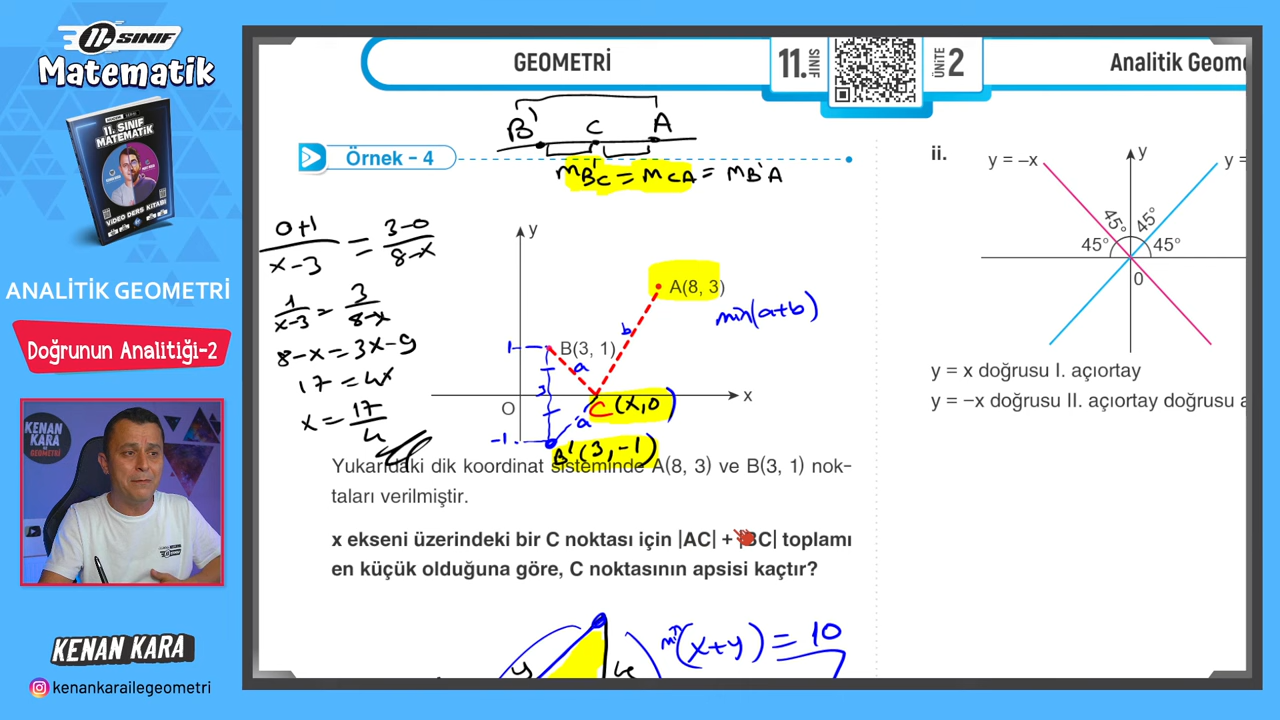 11. SINIF
Matematik
11. SINIF
MATEMATİK
VİDEO DERS KİTABI
ANALİTİK GEOMETRİ
Doğrunun Analitiği-2
KENAN
KARA
ile
GEOMETRİ
KENAN KARA
kenankarailegeometri
GEOMETRİ
11.
SINIF
ÜNİTE
2
Analitik Geome
B' C A
Örnek - 4
mB'C = mCA = mB'A
0+1/x-3 = 3-0/8-x
1/x-3 = 3/8-x
8-x = 3x-9
17 = 4x
x = 17/4
y
A(8, 3)
min(a+b)
b
1
B(3, 1)
a
3
x
O
C (x,0)
a
-1
B'(3, -1)
Yukarıdaki dik koordinat sisteminde A(8, 3) ve B(3, 1) nok-
taları verilmiştir.
x ekseni üzerindeki bir C noktası için |AC| + |BC| toplamı
en küçük olduğuna göre, C noktasının apsisi kaçtır?
min(x+y) = 10
y
ii.
y = –x
y
y =
45°
45°
45°
45°
0
y = x doğrusu I. açıortay
y = –x doğrusu II. açıortay doğrusu a